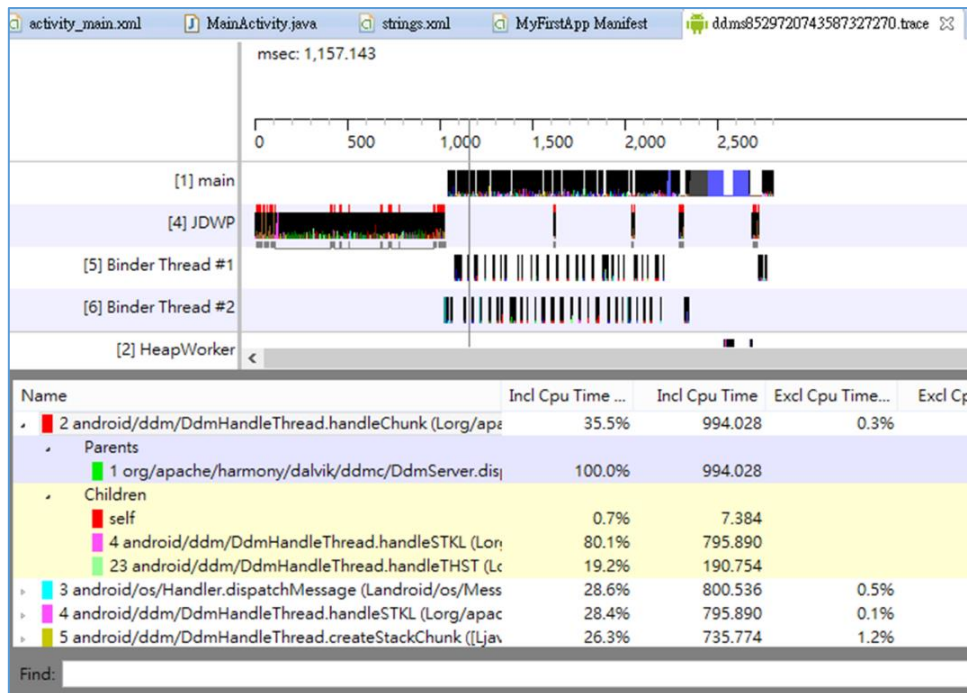 activity_main.xml MainActivity.java strings.xml MyFirstApp Manifest ddms8529720743587327270.trace
msec: 1,157.143
0 500 1,000 1,500 2,000 2,500
[1] main
[4] JDWP
[5] Binder Thread #1
[6] Binder Thread #2
[2] HeapWorker
Name Incl Cpu Time ... Incl Cpu Time Excl Cpu Time... Excl Cp
2 android/ddm/DdmHandleThread.handleChunk (Lorg/apa 35.5% 994.028 0.3%
Parents
1 org/apache/harmony/dalvik/ddmc/DdmServer.disp 100.0% 994.028
Children
self 0.7% 7.384
4 android/ddm/DdmHandleThread.handleSTKL (Lor 80.1% 795.890
23 android/ddm/DdmHandleThread.handleTHST (Lo 19.2% 190.754
3 android/os/Handler.dispatchMessage (Landroid/os/Mess 28.6% 800.536 0.5%
4 android/ddm/DdmHandleThread.handleSTKL (Lorg/apac 28.4% 795.890 0.1%
5 android/ddm/DdmHandleThread.createStackChunk ([Ljav 26.3% 735.774 1.2%
Find: